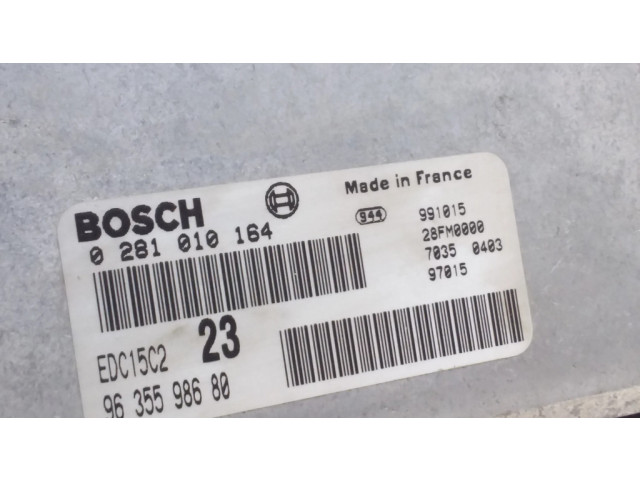 BOSCH
0 281 010 164
Made in France
944
991015
28FM0000
7035 0403
97015
EDC15C2 23
96 355 986 80